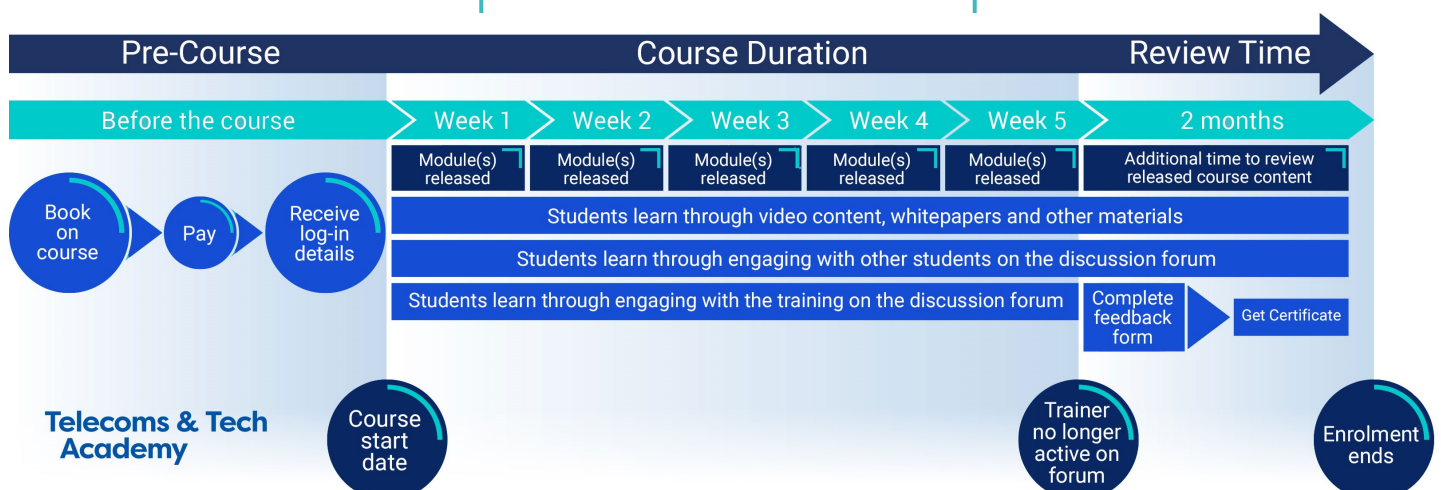 Pre-Course
Course Duration
Review Time
Before the course
Week 1
Week 2
Week 3
Week 4
Week 5
2 months
Module(s)
released
Module(s)
released
Module(s)
released
Module(s)
released
Module(s)
released
Additional time to review
released course content
Book
on
course
Pay
Receive
log-in
details
Students learn through video content, whitepapers and other materials
Students learn through engaging with other students on the discussion forum
Students learn through engaging with the training on the discussion forum
Complete
feedback
form
Get Certificate
Telecoms & Tech
Academy
Course
start
date
Trainer
no longer
active on
forum
Enrolment
ends